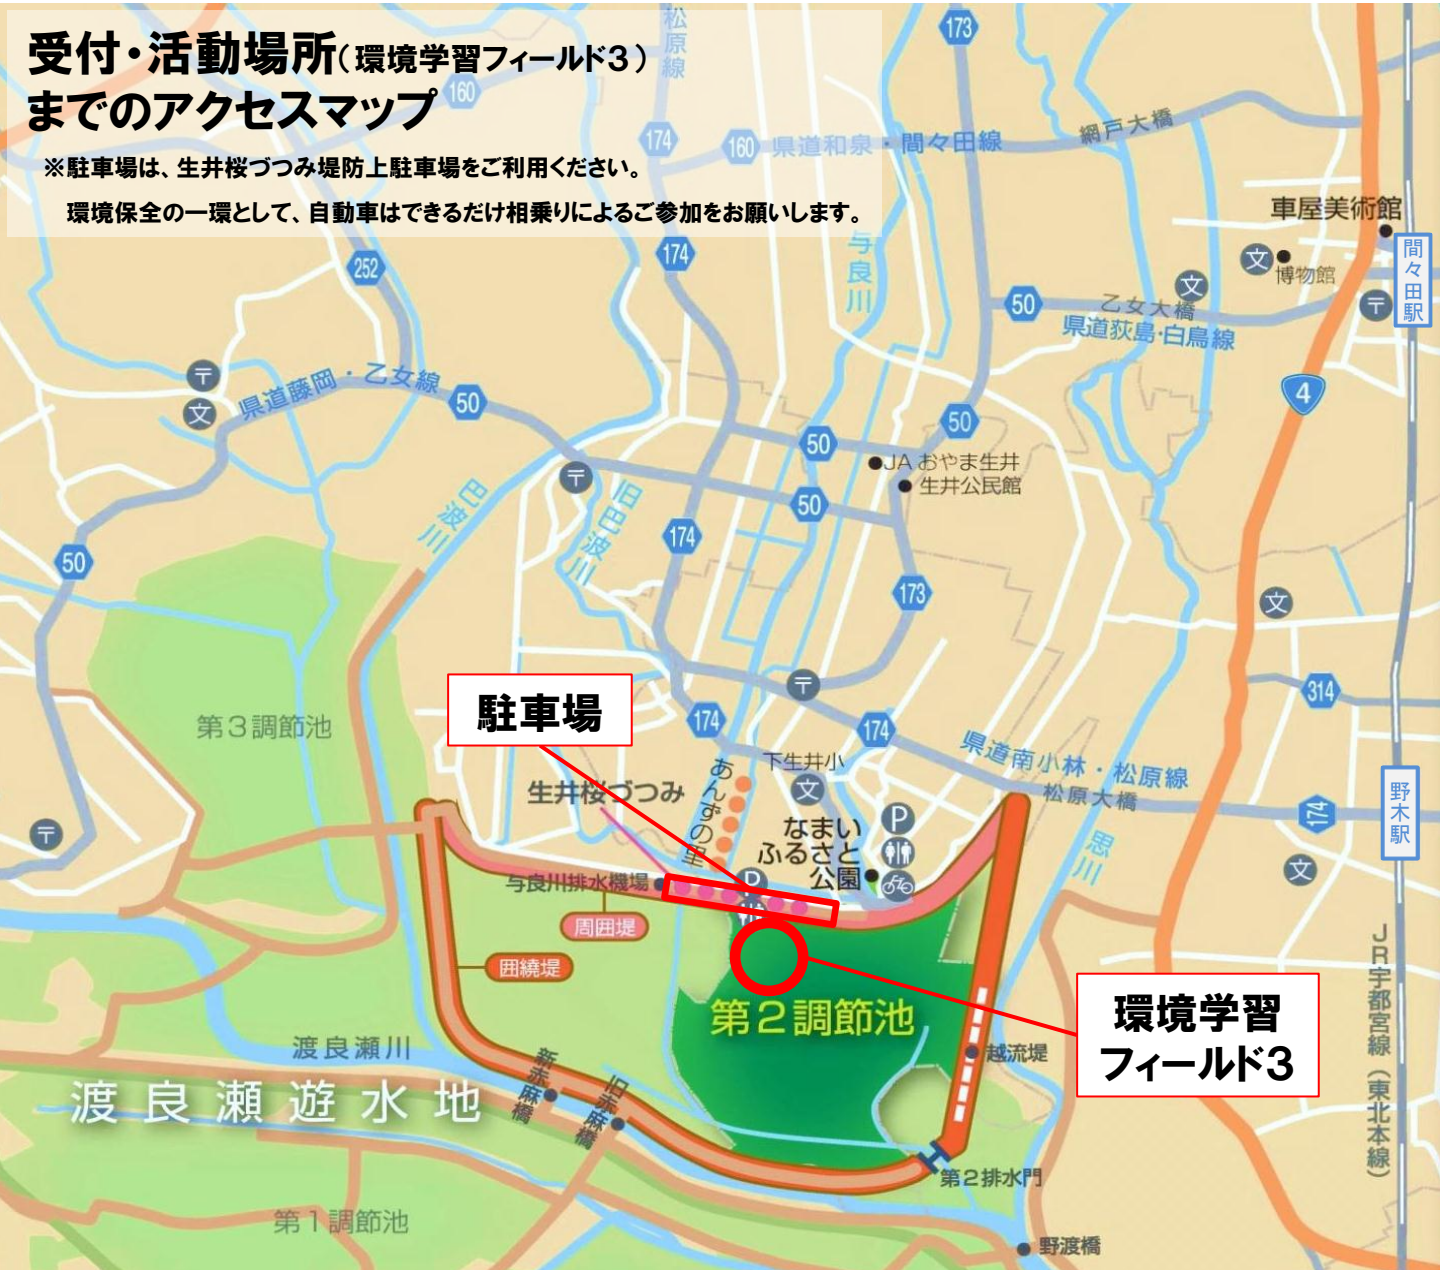 受付・活動場所（環境学習フィールド3）
までのアクセスマップ
※駐車場は、生井桜づつみ堤防上駐車場をご利用ください。
環境保全の一環として、自動車はできるだけ相乗りによるご参加をお願いします。
松原線
173
160
174
160
県道和泉・間々田線
網戸大橋
車屋美術館
間々田駅
文
博物館
〒
252
174
与良川
50
文
乙女大橋
県道荻島・白鳥線
4
〒
文
県道藤岡・乙女線
50
50
50
JA おやま生井
生井公民館
〒
巴波川
旧巴波川
50
174
50
173
文
第3調節池
駐車場
〒
174
174
314
県道南小林・松原線
松原大橋
174
野木駅
下生井小
文
あんずの里
生井桜づつみ
なまい
ふるさと
公園
P
思川
〒
文
与良川排水機場
P
周囲堤
囲繞堤
第2調節池
環境学習
フィールド3
越流堤
JR宇都宮線（東北本線）
渡良瀬川
新赤麻橋
旧赤麻橋
渡良瀬遊水地
第2排水門
第1調節池
野渡橋